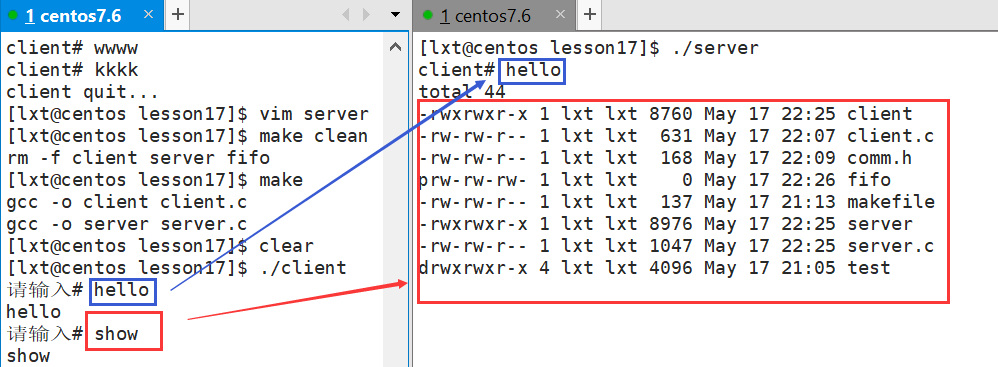 1 centos7.6
client# wwww
client# kkkk
client quit...
[lxt@centos lesson17]$ vim server
[lxt@centos lesson17]$ make clean
rm -f client server fifo
[lxt@centos lesson17]$ make
gcc -o client client.c
gcc -o server server.c
[lxt@centos lesson17]$ clear
[lxt@centos lesson17]$ ./client
请输入# hello
hello
请输入# show
show
1 centos7.6
[lxt@centos lesson17]$ ./server
client# hello
total 44
-rwxrwxr-x 1 lxt lxt 8760 May 17 22:25 client
-rw-rw-r-- 1 lxt lxt  631 May 17 22:07 client.c
-rw-rw-r-- 1 lxt lxt  168 May 17 22:09 comm.h
prw-rw-rw- 1 lxt lxt    0 May 17 22:26 fifo
-rw-rw-r-- 1 lxt lxt  137 May 17 21:13 makefile
-rwxrwxr-x 1 lxt lxt 8976 May 17 22:25 server
-rw-rw-r-- 1 lxt lxt 1047 May 17 22:25 server.c
drwxrwxr-x 4 lxt lxt 4096 May 17 21:05 test